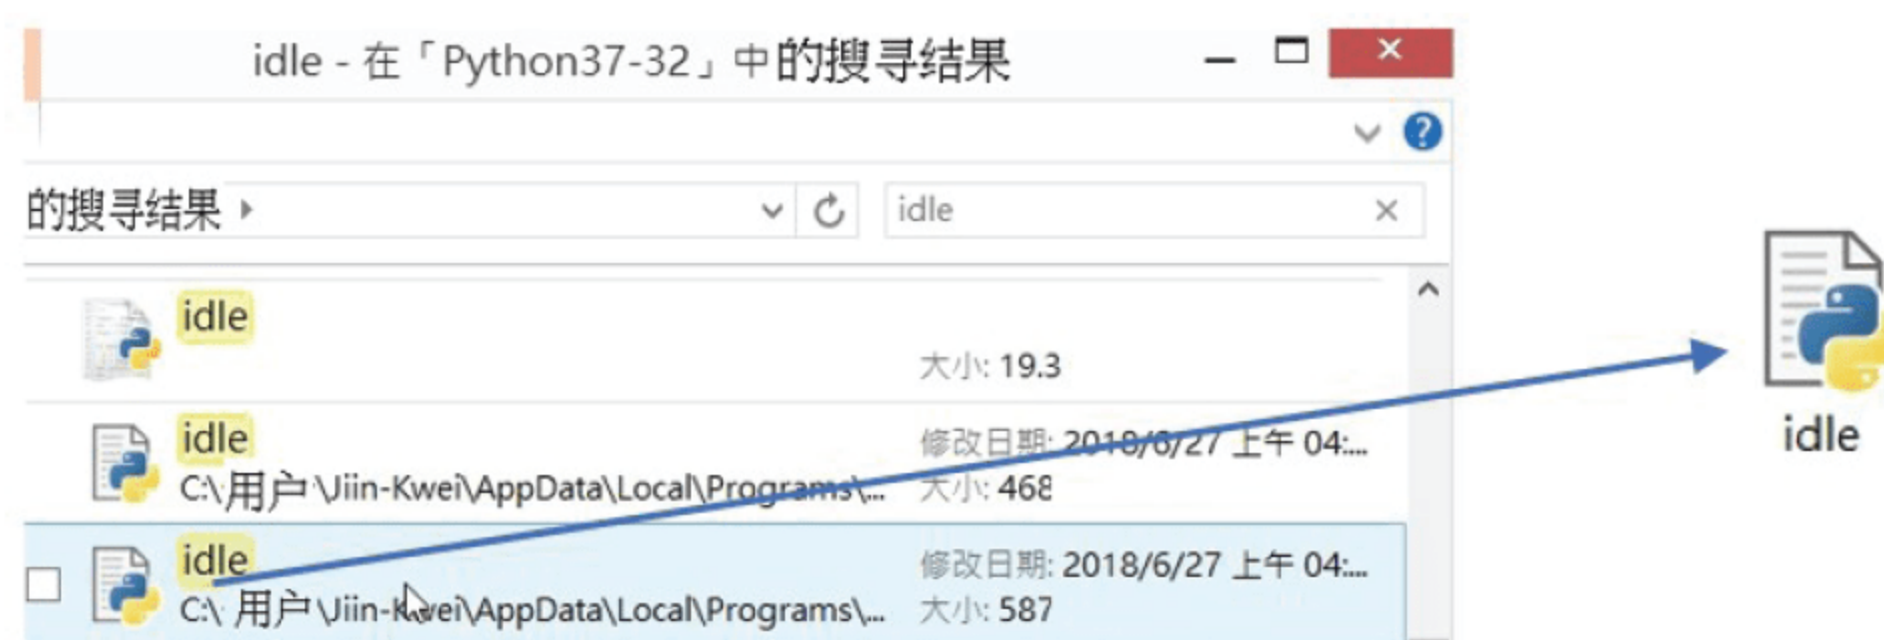 idle - 在「Python37-32」中的搜寻结果
的搜寻结果
idle
idle
大小: 19.3
idle
修改日期: 2018/6/27 上午 04:...
C:\用户\Jiin-Kwei\AppData\Local\Programs\...
大小: 468
idle
修改日期: 2018/6/27 上午 04:...
C:\ 用户\Jiin-Kwei\AppData\Local\Programs\...
大小: 587
idle